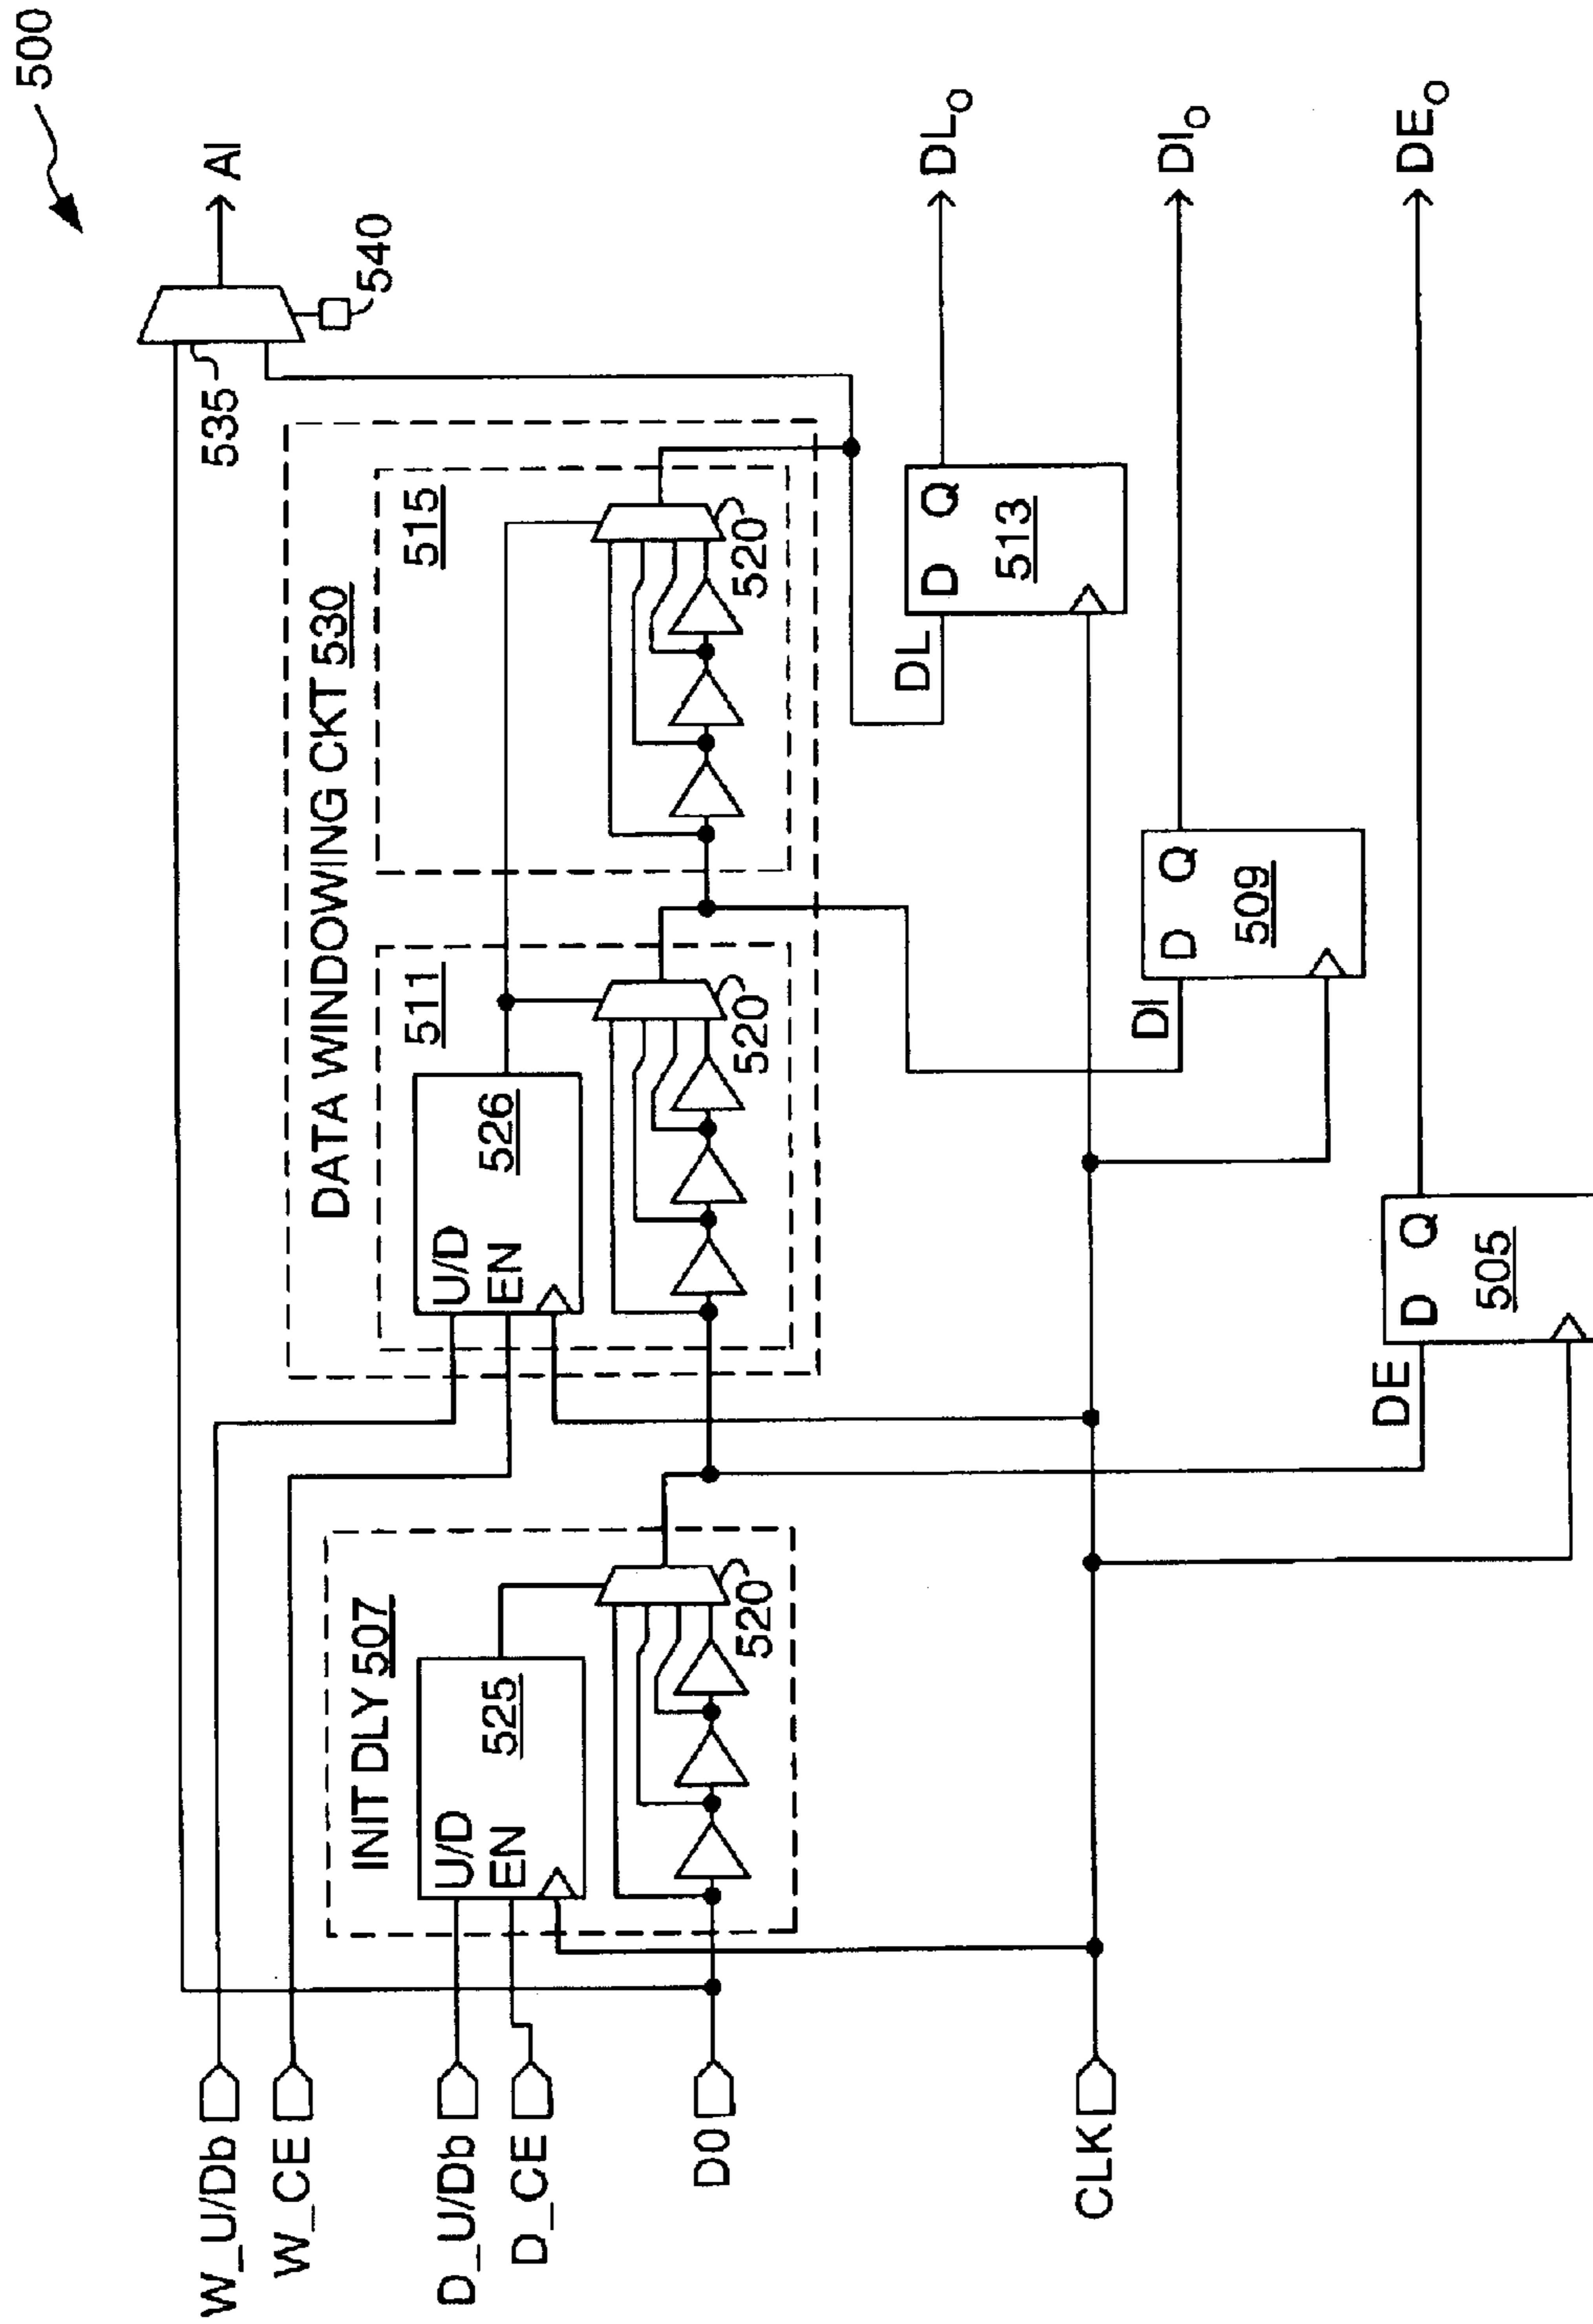 500
AI
540
535
DATA WINDOWING CKT 530
511
515
526
U/D
EN
520
520
INIT DLY 507
525
U/D
EN
520
W_U/Db
W_CE
D_U/Db
D_CE
D0
CLK
DL
D Q
513
DLO
DI
D Q
509
DIO
DE
D Q
505
DEO